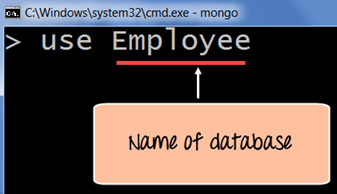 C:\Windows\system32\cmd.exe - mongo
> use Employee
Name of database